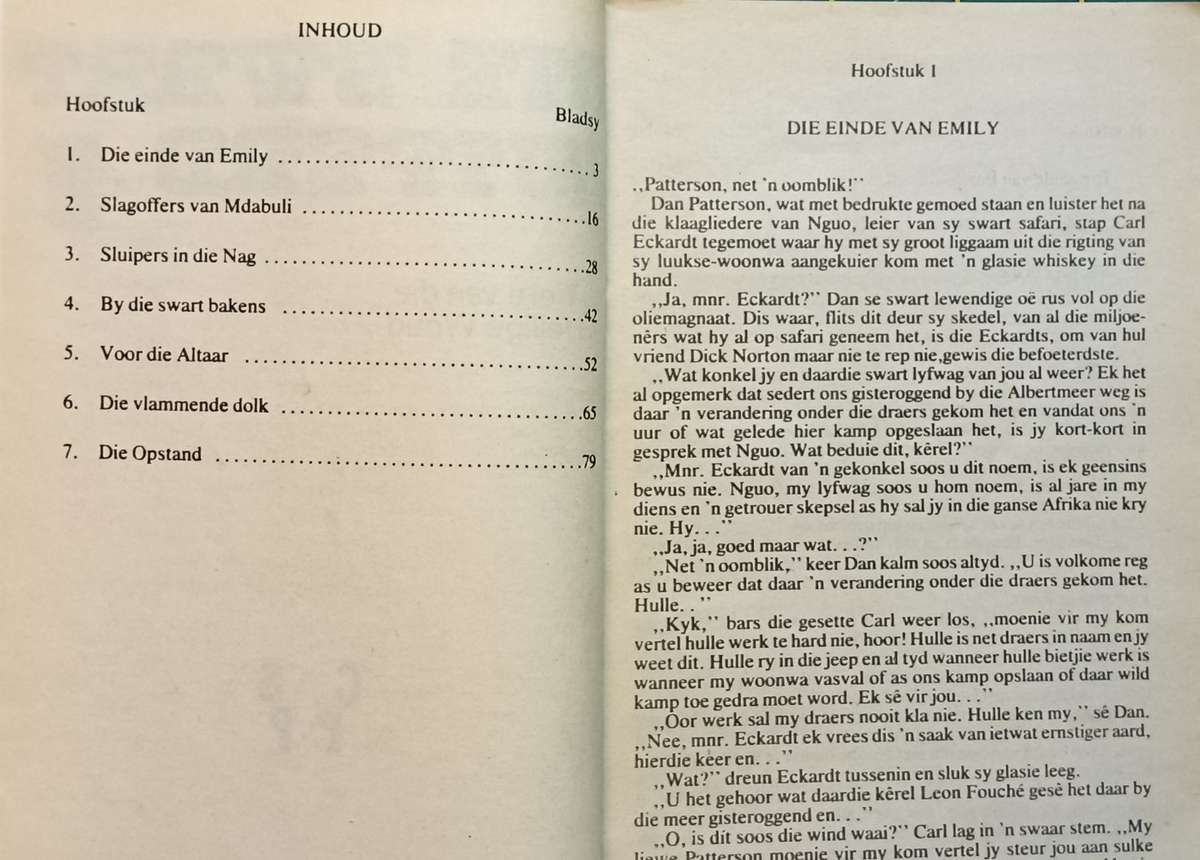 INHOUD
Hoofstuk Bladsy
1. Die einde van Emily ........................................ 3
2. Slagoffers van Mdabuli ..................................... 16
3. Sluipers in die Nag ........................................ 28
4. By die swart bakens ........................................ 42
5. Voor die Altaar ............................................ 52
6. Die vlammende dolk ......................................... 65
7. Die Opstand ................................................ 79
Hoofstuk 1
DIE EINDE VAN EMILY
,,Patterson, net 'n oomblik!''
Dan Patterson, wat met bedrukte gemoed staan en luister het na
die klaagliedere van Nguo, leier van sy swart safari, stap Carl
Eckardt tegemoet waar hy met sy groot liggaam uit die rigting van
sy luukse-woonwa aangekuier kom met 'n glasie whiskey in die
hand.
,,Ja, mnr. Eckardt?'' Dan se swart lewendige oë rus vol op die
oliemagnaat. Dis waar, flits dit deur sy skedel, van al die miljoe-
nêrs wat hy al op safari geneem het, is die Eckardts, om van hul
vriend Dick Norton maar nie te rep nie,gewis die befoeterdste.
,,Wat konkel jy en daardie swart lyfwag van jou al weer? Ek het
al opgemerk dat sedert ons gisteroggend by die Albertmeer weg is
daar 'n verandering onder die draers gekom het en vandat ons 'n
uur of wat gelede hier kamp opgeslaan het, is jy kort-kort in
gesprek met Nguo. Wat beduie dit, kêrel?''
,,Mnr. Eckardt van 'n gekonkel soos u dit noem, is ek geensins
bewus nie. Nguo, my lyfwag soos u hom noem, is al jare in my
diens en 'n getrouer skepsel as hy sal jy in die ganse Afrika nie kry
nie. Hy. . .''
,,Ja, ja, goed maar wat. . .?''
,,Net 'n oomblik,'' keer Dan kalm soos altyd. ,,U is volkome reg
as u beweer dat daar 'n verandering onder die draers gekom het.
Hulle. . ''
,,Kyk,'' bars die gesette Carl weer los, ,,moenie vir my kom
vertel hulle werk te hard nie, hoor! Hulle is net draers in naam en jy
weet dit. Hulle ry in die jeep en al tyd wanneer hulle bietjie werk is
wanneer my woonwa vasval of as ons kamp opslaan of daar wild
kamp toe gedra moet word. Ek sê vir jou. . .''
,,Oor werk sal my draers nooit kla nie. Hulle ken my,'' sê Dan.
,,Nee, mnr. Eckardt ek vrees dis 'n saak van ietwat ernstiger aard,
hierdie keer en. . .''
,,Wat?'' dreun Eckardt tussenin en sluk sy glasie leeg.
,,U het gehoor wat daardie kêrel Leon Fouché gesê het daar by
die meer gisteroggend en. . .''
,,O, is dit soos die wind waai?'' Carl lag in 'n swaar stem. ,,My
liewe Patterson moenie vir my kom vertel jy steur jou aan sulke